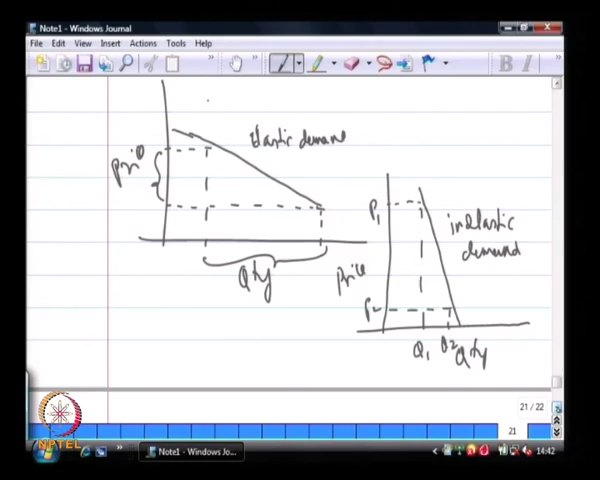 Note1 - Windows Journal
File Edit View Insert Actions Tools Help
B I
Elastic demand
Price
Qty
P1
inelastic
demand
Price
P2
Q1 Q2 Qty
21 / 22
21
NPTEL
Note1 - Windows Jo...
14:42